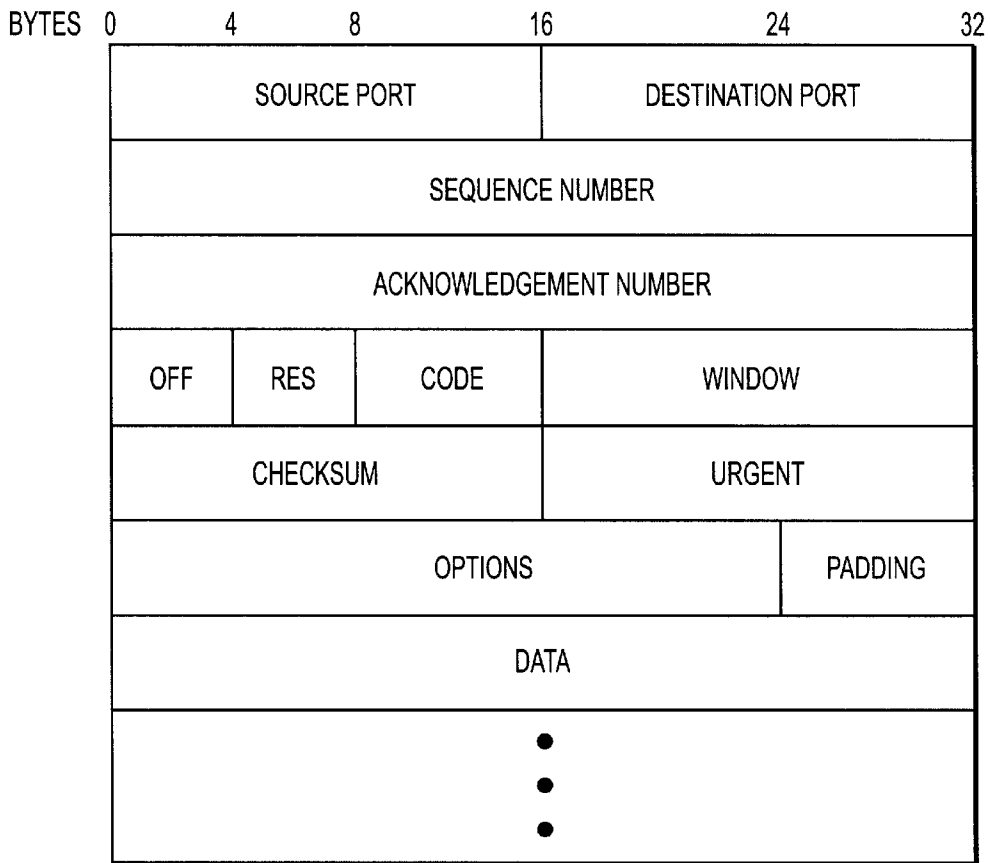 BYTES 0 4 8 16 24 32
SOURCE PORT DESTINATION PORT
SEQUENCE NUMBER
ACKNOWLEDGEMENT NUMBER
OFF RES CODE WINDOW
CHECKSUM URGENT
OPTIONS PADDING
DATA